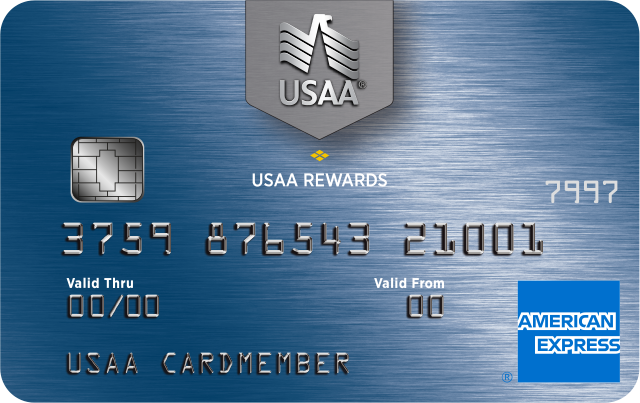 USAA®
USAA REWARDS
7997
3759 876543 21001
Valid Thru Valid From
00/00 00
AMERICAN
EXPRESS
®
USAA CARDMEMBER